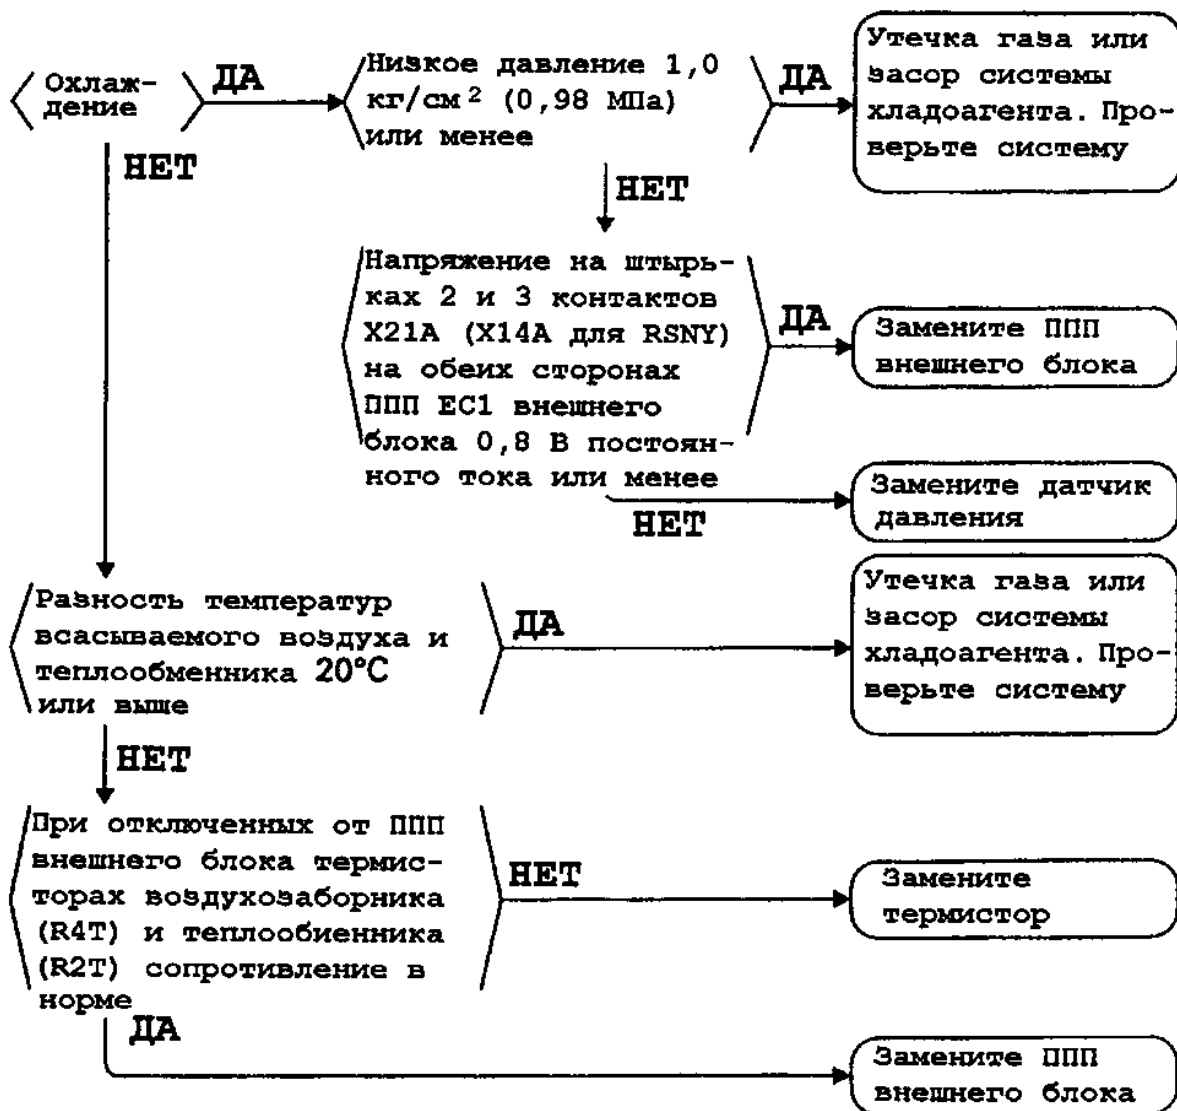 Охлаж-
дение
ДА
Низкое давление 1,0
кг/см² (0,98 МПа)
или менее
ДА
Утечка газа или
засор системы
хладоагента. Про-
верьте систему
НЕТ
НЕТ
Напряжение на штырь-
ках 2 и 3 контактов
X21A (X14A для RSNY)
на обеих сторонах
ППП EC1 внешнего
блока 0,8 В постоян-
ного тока или менее
ДА
Замените ППП
внешнего блока
НЕТ
Замените датчик
давления
Разность температур
всасываемого воздуха и
теплообменника 20°C
или выше
ДА
Утечка газа или
засор системы
хладоагента. Про-
верьте систему
НЕТ
При отключенных от ППП
внешнего блока термис-
торах воздухозаборника
(R4T) и теплообиенника
(R2T) сопротивление в
норме
НЕТ
Замените
термистор
ДА
Замените ППП
внешнего блока